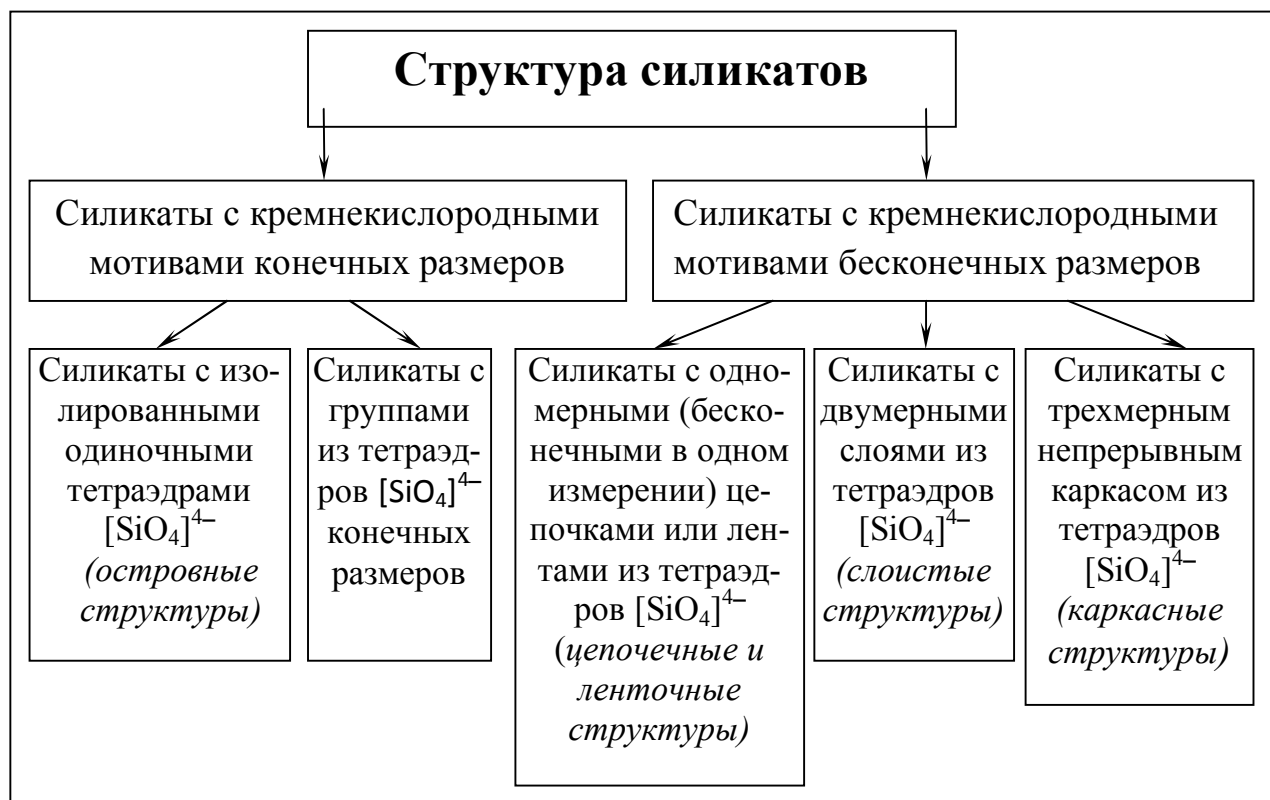 Структура силикатов
Силикаты с кремнекислородными
мотивами конечных размеров
Силикаты с кремнекислородными
мотивами бесконечных размеров
Силикаты с изо-
лированными
одиночными
тетраэдрами
[SiO₄]⁴⁻
(островные
структуры)
Силикаты с
группами
из тетраэд-
ров [SiO₄]⁴⁻
конечных
размеров
Силикаты с одно-
мерными (беско-
нечными в одном
измерении) це-
почками или лен-
тами из тетраэд-
ров [SiO₄]⁴⁻
(цепочечные и
ленточные
структуры)
Силикаты с
двумерными
слоями из
тетраэдров
[SiO₄]⁴⁻
(слоистые
структуры)
Силикаты с
трехмерным
непрерывным
каркасом из
тетраэдров
[SiO₄]⁴⁻
(каркасные
структуры)